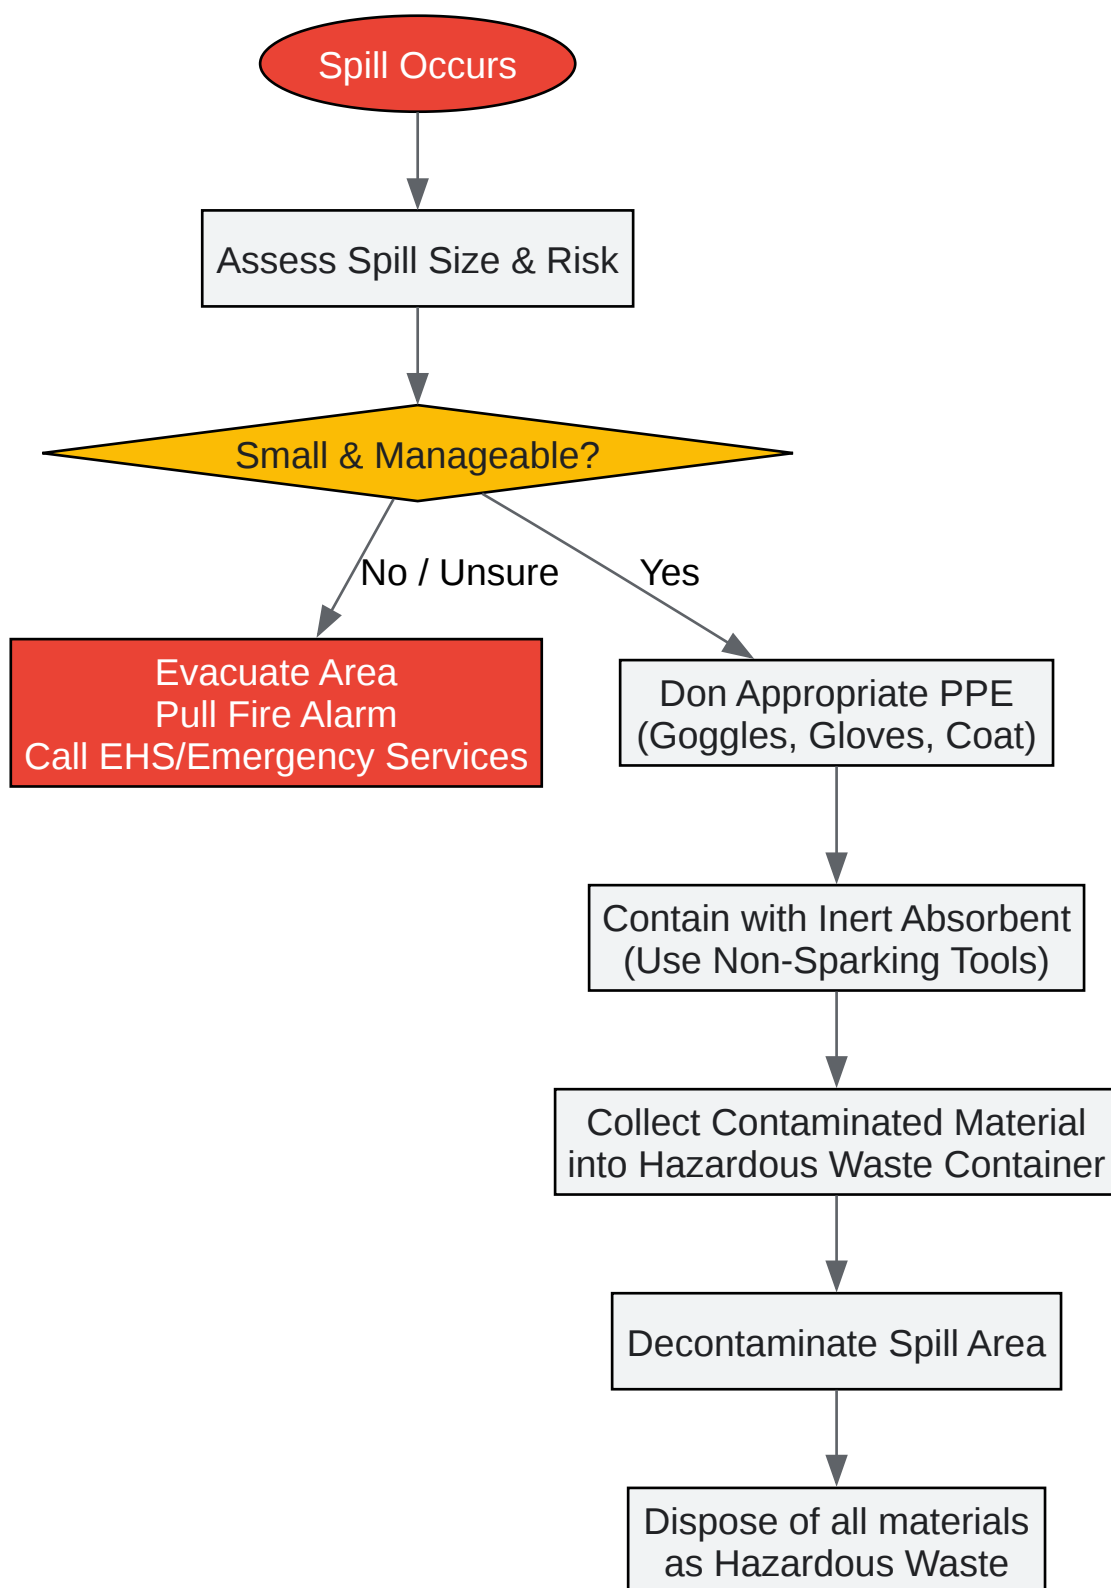 Spill Occurs
Assess Spill Size & Risk
Small & Manageable?
No / Unsure
Yes
Evacuate Area
Pull Fire Alarm
Call EHS/Emergency Services
Don Appropriate PPE
(Goggles, Gloves, Coat)
Contain with Inert Absorbent
(Use Non-Sparking Tools)
Collect Contaminated Material
into Hazardous Waste Container
Decontaminate Spill Area
Dispose of all materials
as Hazardous Waste